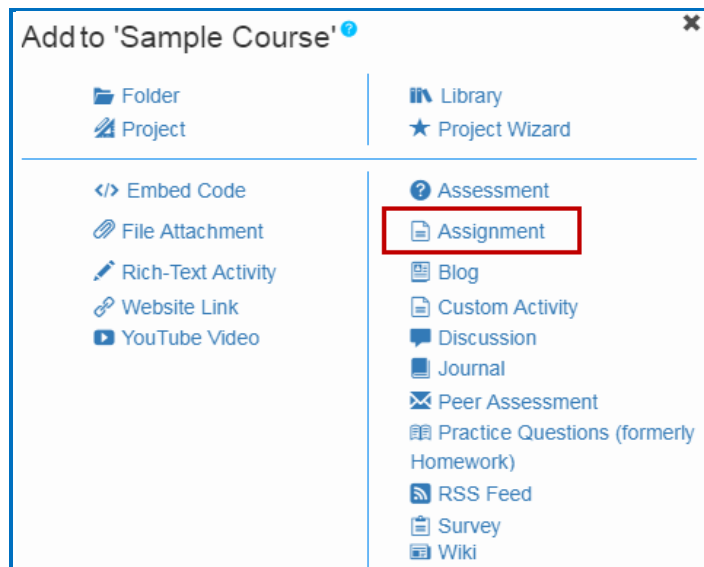 Add to 'Sample Course' ?
Folder
Project
Library
Project Wizard
</> Embed Code
File Attachment
Rich-Text Activity
Website Link
YouTube Video
Assessment
Assignment
Blog
Custom Activity
Discussion
Journal
Peer Assessment
Practice Questions (formerly
Homework)
RSS Feed
Survey
Wiki